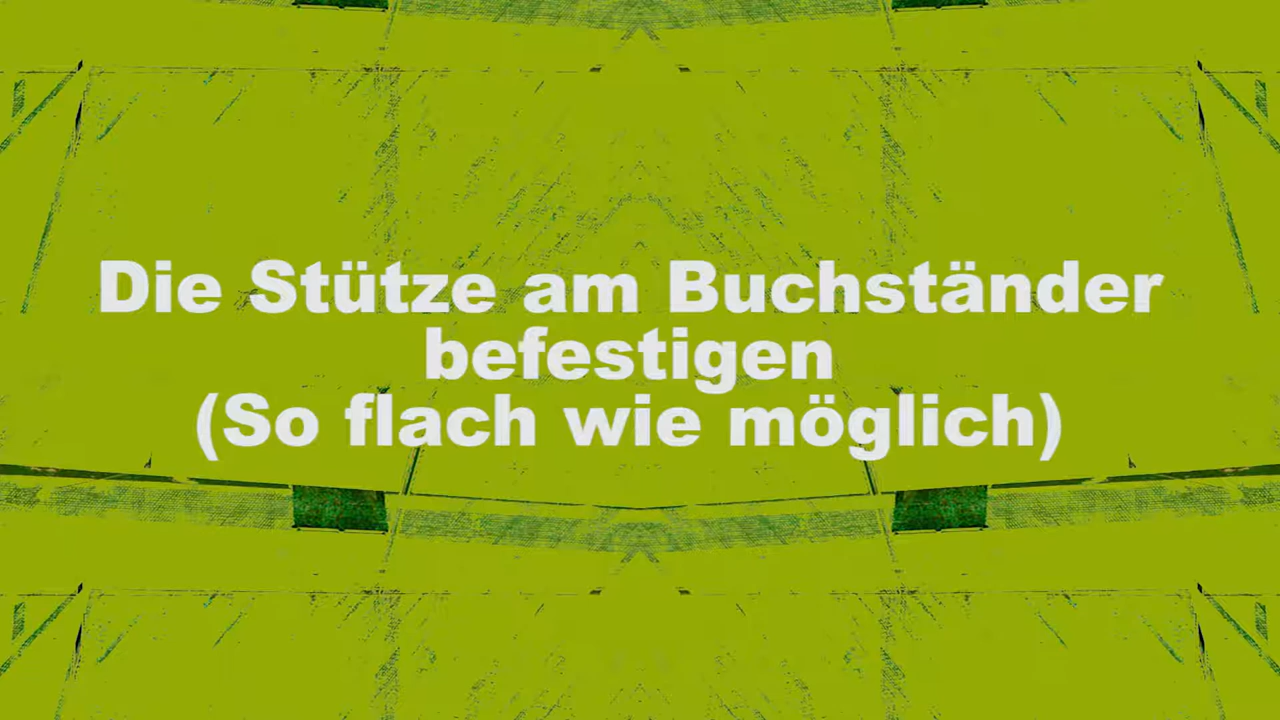 Die Stütze am Buchständer
befestigen
(So flach wie möglich)